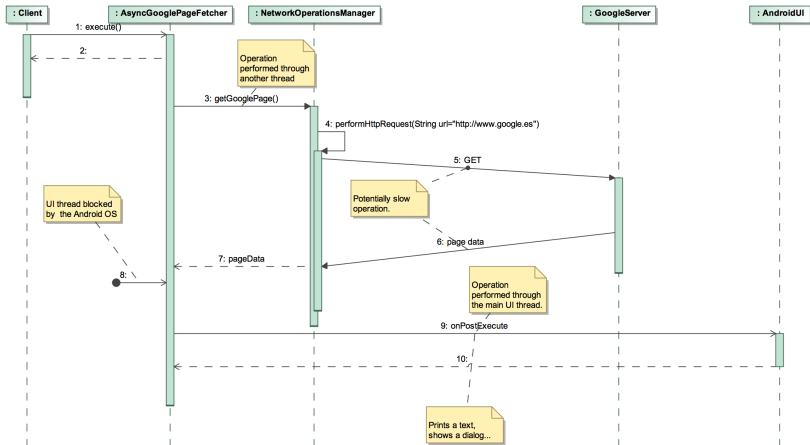 : Client
: AsyncGooglePageFetcher
: NetworkOperationsManager
: GoogleServer
: AndroidUI
1: execute()
2:
Operation
performed through
another thread
3: getGooglePage()
4: performHttpRequest(String url="http://www.google.es")
5: GET
UI thread blocked
by the Android OS
Potentially slow
operation.
6: page data
7: pageData
8:
Operation
performed through
the main UI thread.
9: onPostExecute
10:
Prints a text,
shows a dialog...